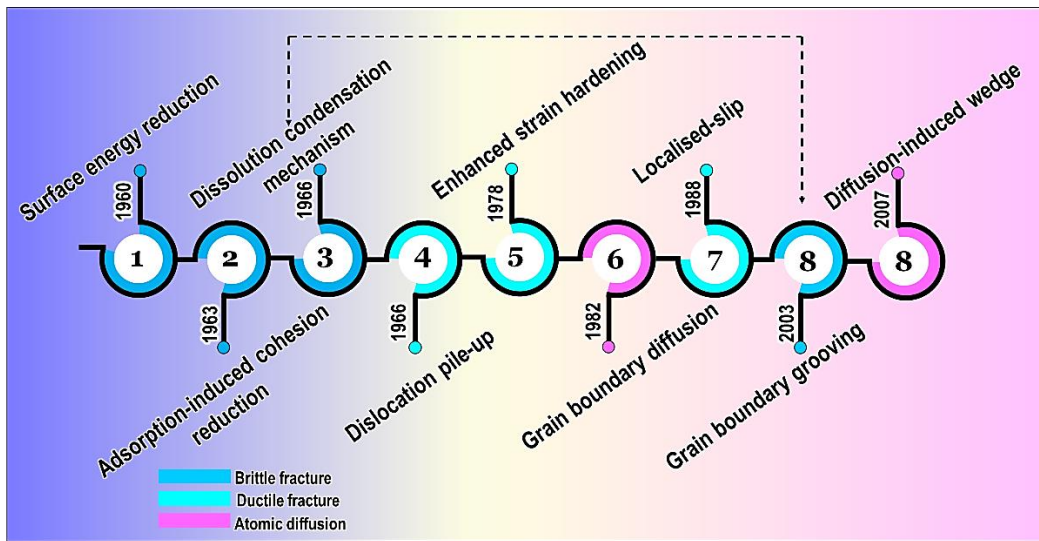 Surface energy reduction
1960
1
2
1963
Adsorption-induced cohesion
reduction
Dissolution condensation
mechanism
1966
3
4
1966
Dislocation pile-up
Enhanced strain hardening
1978
5
6
1982
Grain boundary diffusion
Localised-slip
1988
7
8
2003
Grain boundary grooving
Diffusion-induced wedge
2007
8
Brittle fracture
Ductile fracture
Atomic diffusion